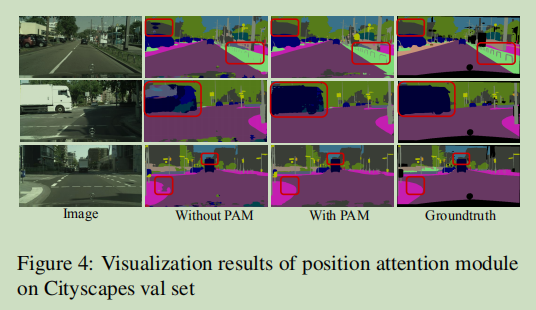 Image Without PAM With PAM Groundtruth
Figure 4: Visualization results of position attention module
on Cityscapes val set